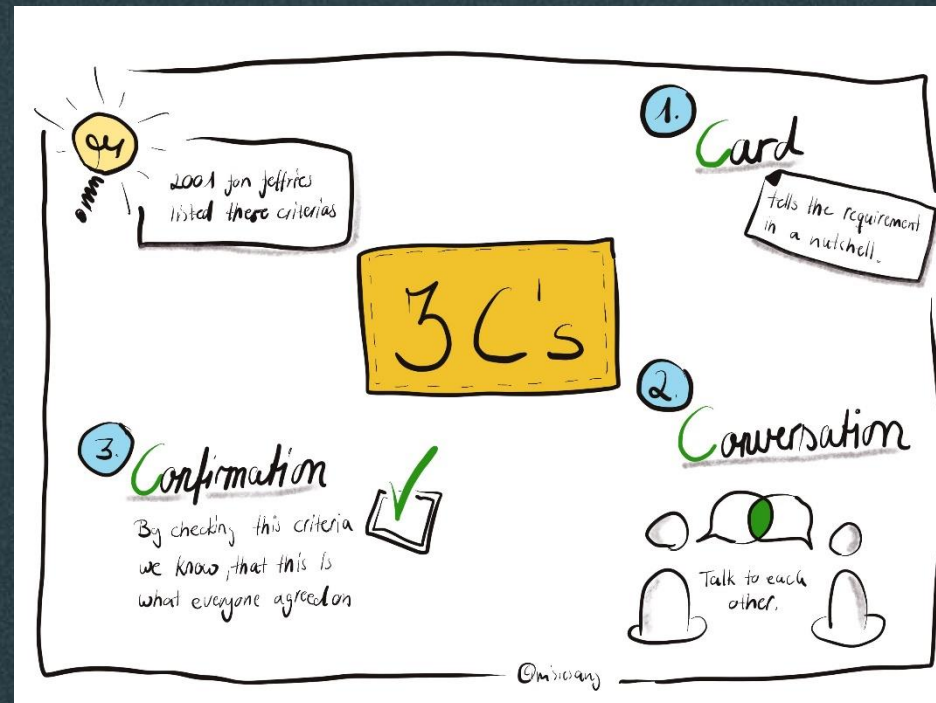 2001 Jon Jeffries
listed these criterias
3C's
1.
Card
tells the requirement
in a nutshell.
2.
Conversation
Talk to each
other.
3.
Confirmation
By checking this criteria
we know, that this is
what everyone agreed on